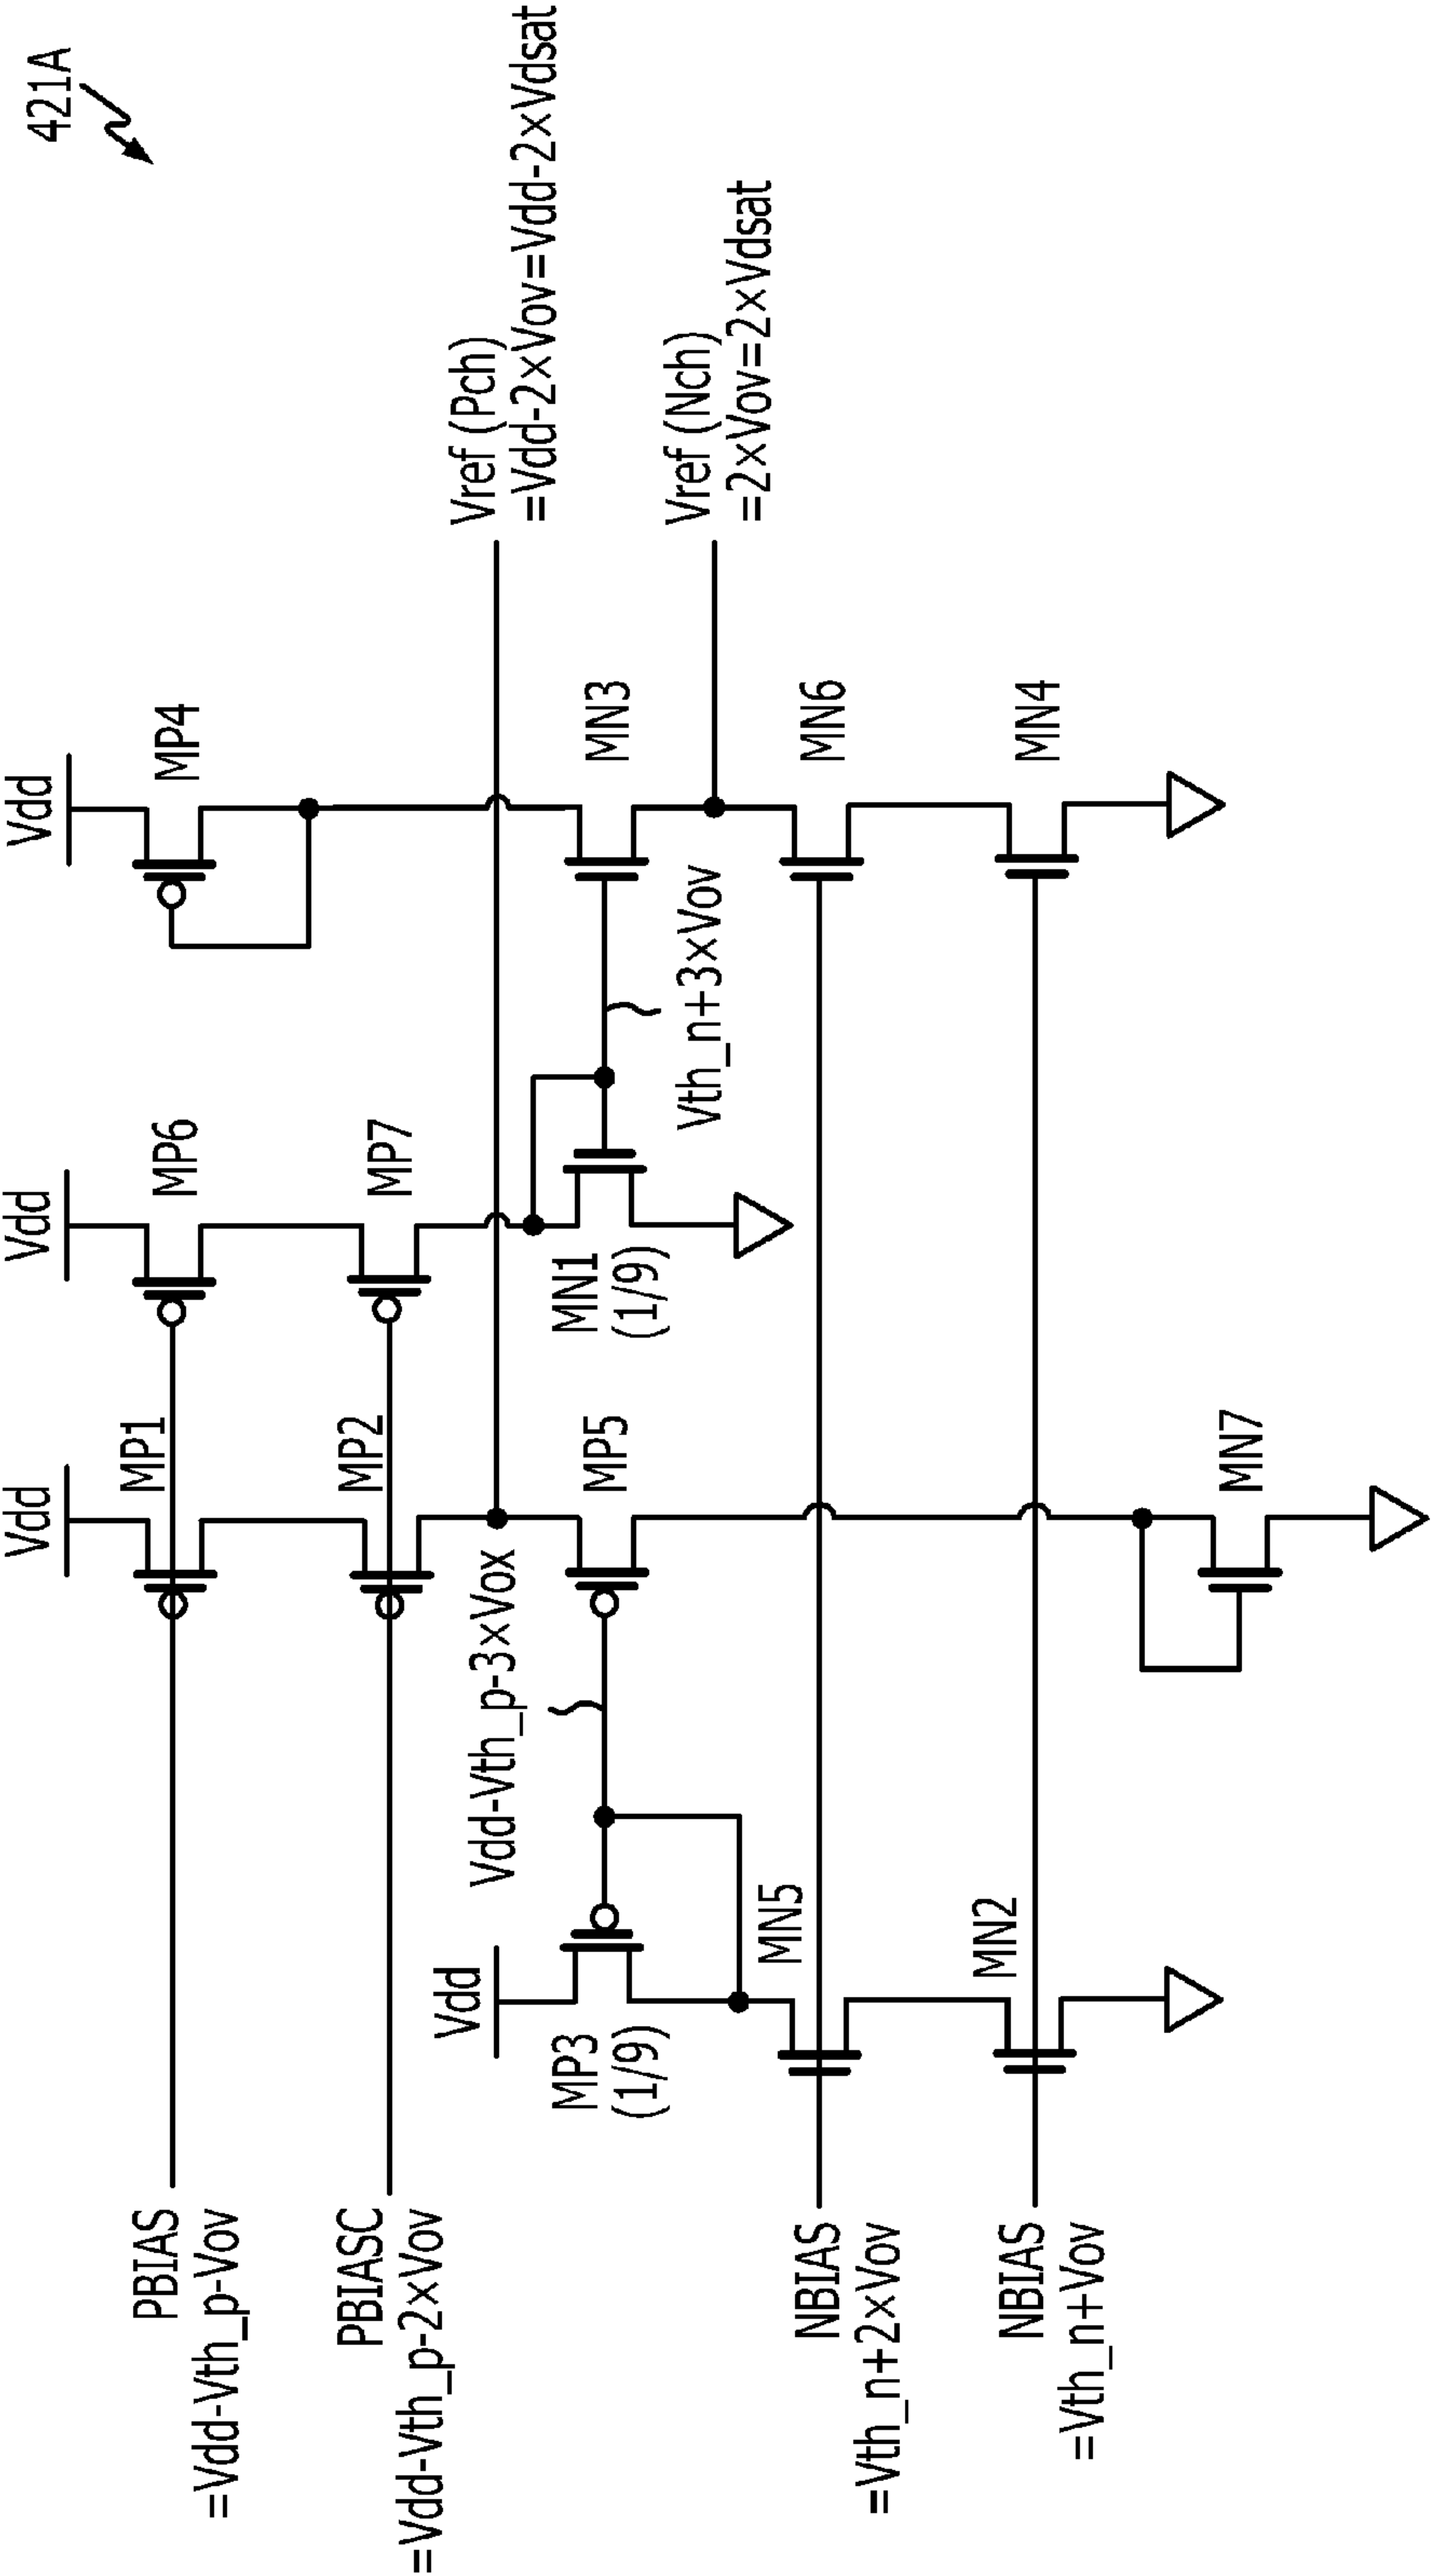 421A
Vdd
Vdd
Vdd
MP1
MP6
MP4
PBIAS
=Vdd-Vth_p-Vov
MP2
MP7
PBIASC
=Vdd-Vth_p-2×Vov
Vref (Pch)
=Vdd-2×Vov=Vdd-2×Vdsat
Vdd-Vth_p-3×Vox
Vdd
MP3
(1/9)
MP5
MN1
(1/9)
MN3
Vth_n+3×Vov
Vref (Nch)
=2×Vov=2×Vdsat
MN5
MN6
NBIAS
=Vth_n+2×Vov
MN2
MN4
NBIAS
=Vth_n+Vov
MN7